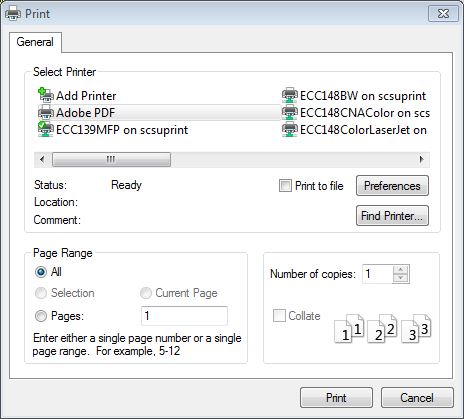 Print
General
Select Printer
Add Printer
Adobe PDF
ECC139MFP on scsuprint
ECC148BW on scsuprint
ECC148CNAColor on scs
ECC148ColorLaserJet on
Status: Ready
Location:
Comment:
Print to file
Preferences
Find Printer...
Page Range
All
Selection
Current Page
Pages: 1
Enter either a single page number or a single
page range. For example, 5-12
Number of copies: 1
Collate
1 1 2 2 3 3
Print
Cancel